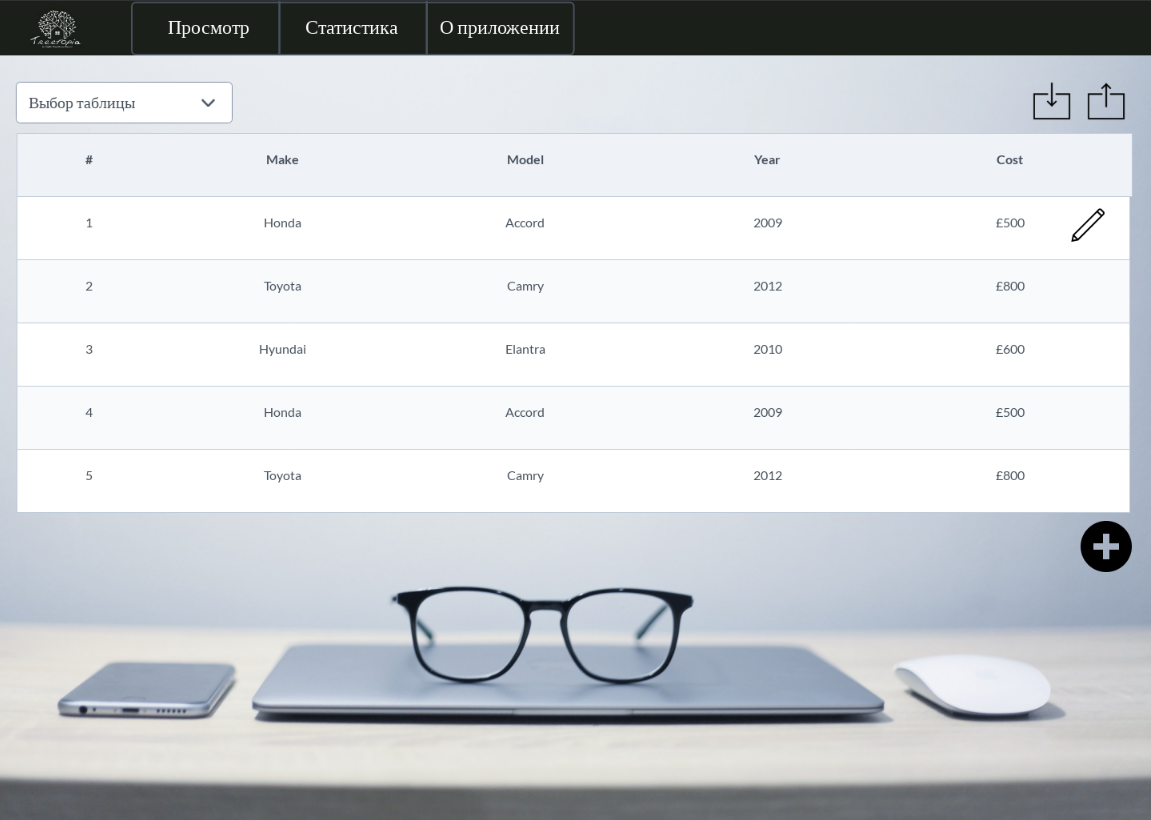 Treetopia
Просмотр Статистика О приложении
Выбор таблицы
# Make Model Year Cost
1 Honda Accord 2009 £500
2 Toyota Camry 2012 £800
3 Hyundai Elantra 2010 £600
4 Honda Accord 2009 £500
5 Toyota Camry 2012 £800